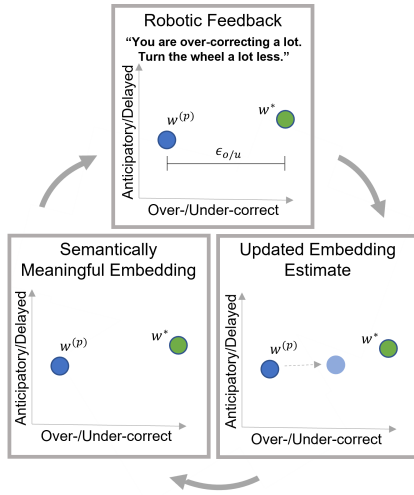 Robotic Feedback
“You are over-correcting a lot.
Turn the wheel a lot less.”
Anticipatory/Delayed
w^{(p)}
w^*
ϵ_{o/u}
Over-/Under-correct
Semantically
Meaningful Embedding
Anticipatory/Delayed
w^{(p)}
w^*
Over-/Under-correct
Updated Embedding
Estimate
Anticipatory/Delayed
w^{(p)}
w^*
Over-/Under-correct